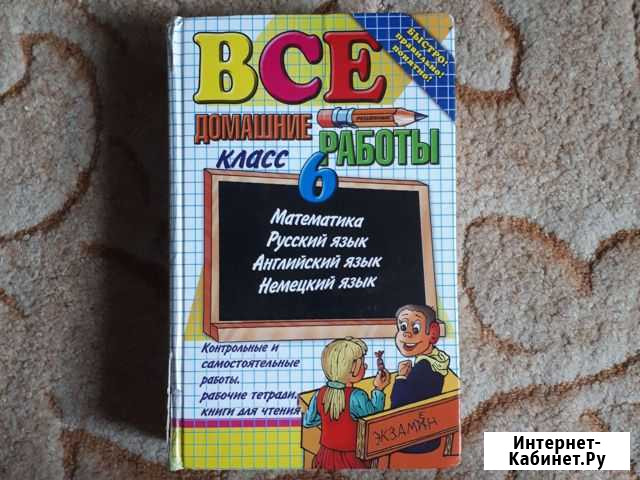 ВСЕ
ДОМАШНИЕ
РАБОТЫ
класс
6
БЫСТРО!
правильно!
понятно!
Математика
Русский язык
Английский язык
Немецкий язык
Контрольные и
самостоятельные
работы,
рабочие тетради,
книги для чтения
ЭКЗАМЕН
Интернет-
Кабинет.Ру